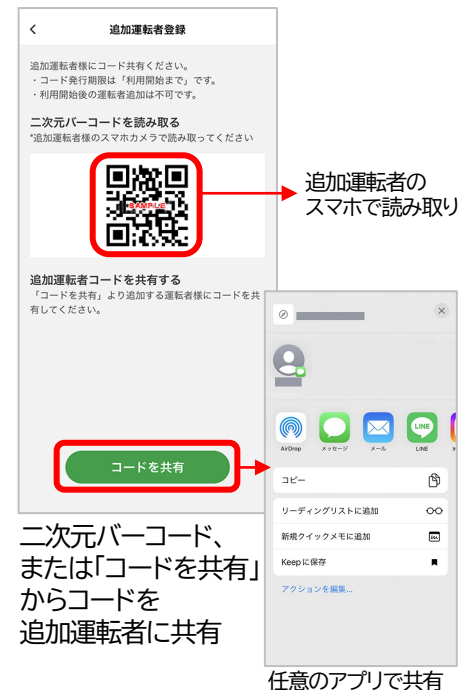 追加運転者登録
追加運転者様にコード共有ください。
・コード発行期限は「利用開始まで」です。
・利用開始後の運転者追加は不可です。
二次元バーコードを読み取る
*追加運転者様のスマホカメラで読み取ってください
SAMPLE
追加運転者の
スマホで読み取り
追加運転者コードを共有する
「コードを共有」より追加する運転者様にコードを共
有してください。
コードを共有
AirDrop
メッセージ
メール
LINE
コピー
リーディングリストに追加
新規クイックメモに追加
Keepに保存
アクションを編集...
二次元バーコード、
または「コードを共有」
からコードを
追加運転者に共有
任意のアプリで共有